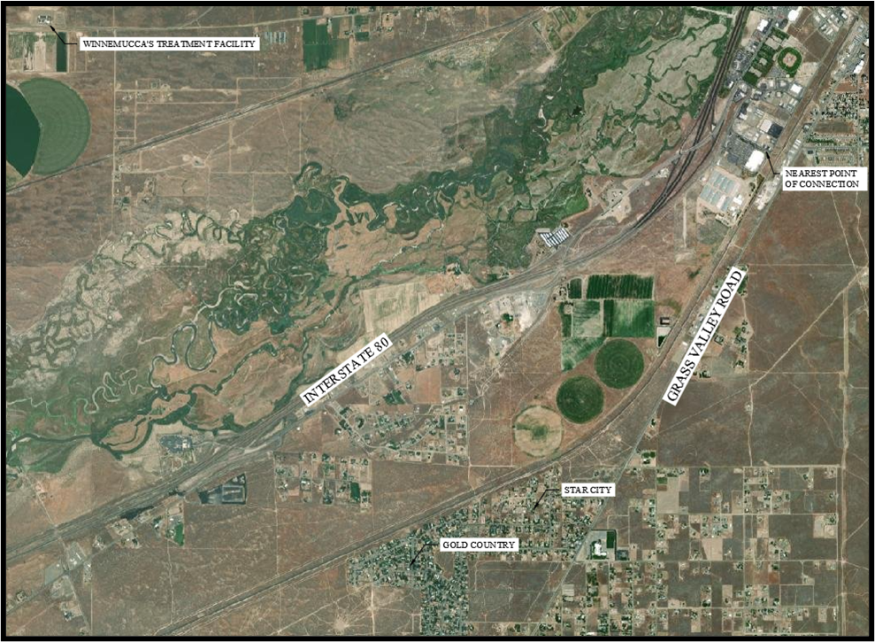 WINNEMUCCA'S TREATMENT FACILITY
NEAREST POINT
OF CONNECTION
GRASS VALLEY ROAD
INTERSTATE 80
STAR CITY
GOLD COUNTRY